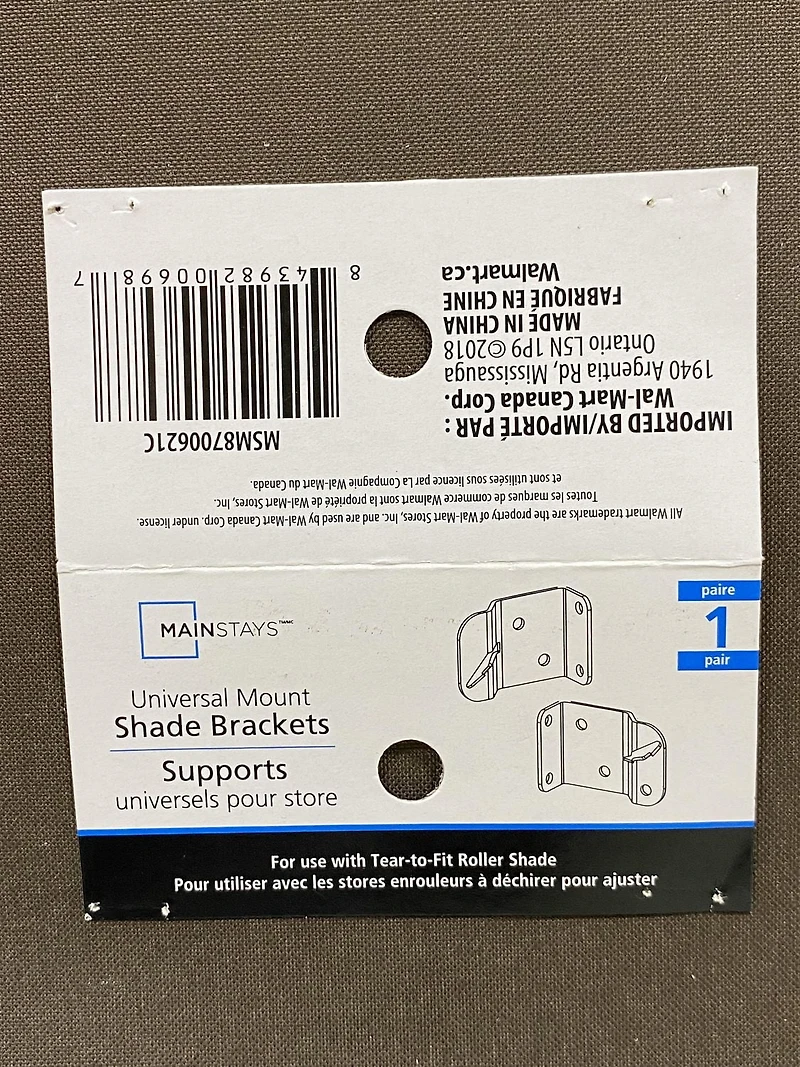 All Walmart trademarks are the property of Wal-Mart Stores, Inc. and are used by Wal-Mart Canada Corp. under license.
Toutes les marques de commerce Walmart sont la propriété de Wal-Mart Stores, Inc.
et sont utilisées sous licence par La Compagnie Wal-Mart du Canada.
IMPORTED BY/IMPORTÉ PAR :
Wal-Mart Canada Corp.
1940 Argentia Rd, Mississauga
Ontario L5N 1P9 ©2018
MADE IN CHINA
FABRIQUÉ EN CHINE
Walmart.ca
MSM8700621C
8 43982 00698 7
MAINSTAYS™/MC
Universal Mount
Shade Brackets
Supports
universels pour store
paire
1
pair
For use with Tear-to-Fit Roller Shade
Pour utiliser avec les stores enrouleurs à déchirer pour ajuster